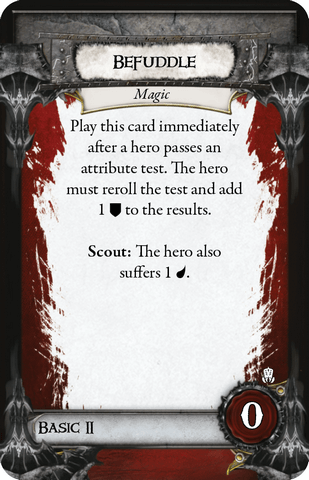 BEFUDDLE
Magic
Play this card immediately
after a hero passes an
attribute test. The hero
must reroll the test and add
1 to the results.
Scout: The hero also
suffers 1 .
BASIC II
0